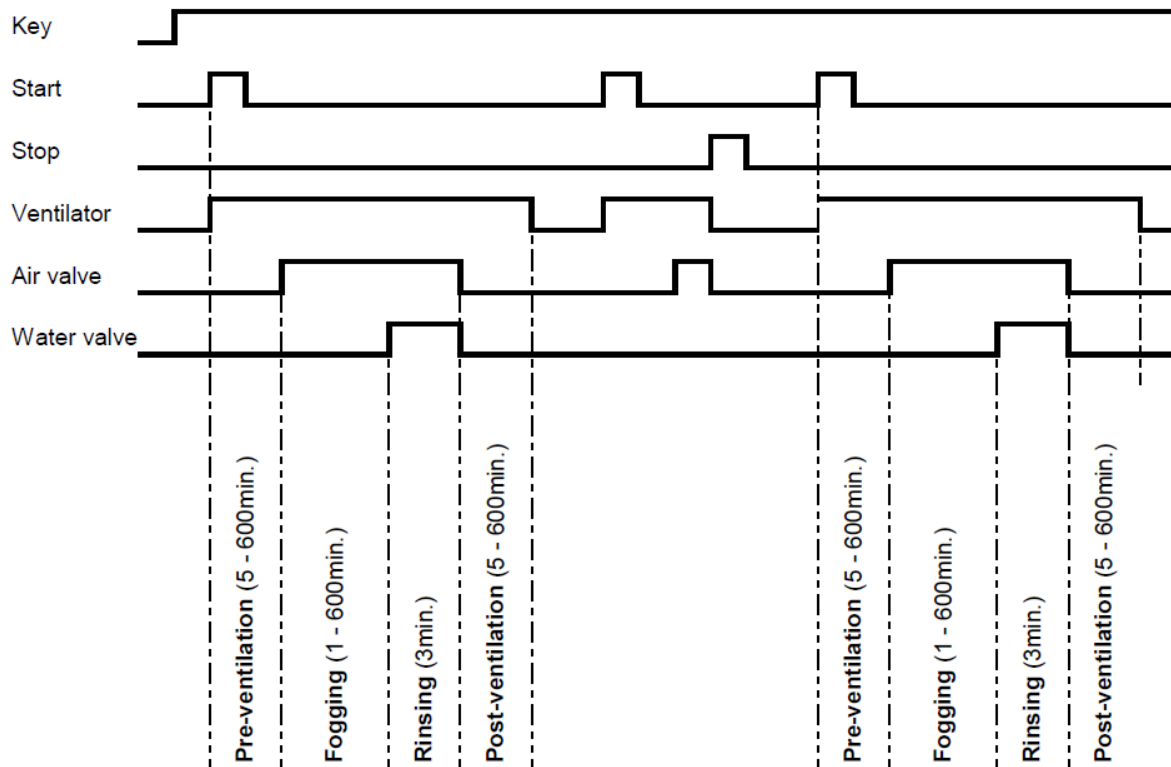 Key
Start
Stop
Ventilator
Air valve
Water valve
Pre-ventilation (5 - 600min.)
Fogging (1 - 600min.)
Rinsing (3min.)
Post-ventilation (5 - 600min.)
Pre-ventilation (5 - 600min.)
Fogging (1 - 600min.)
Rinsing (3min.)
Post-ventilation (5 - 600min.)